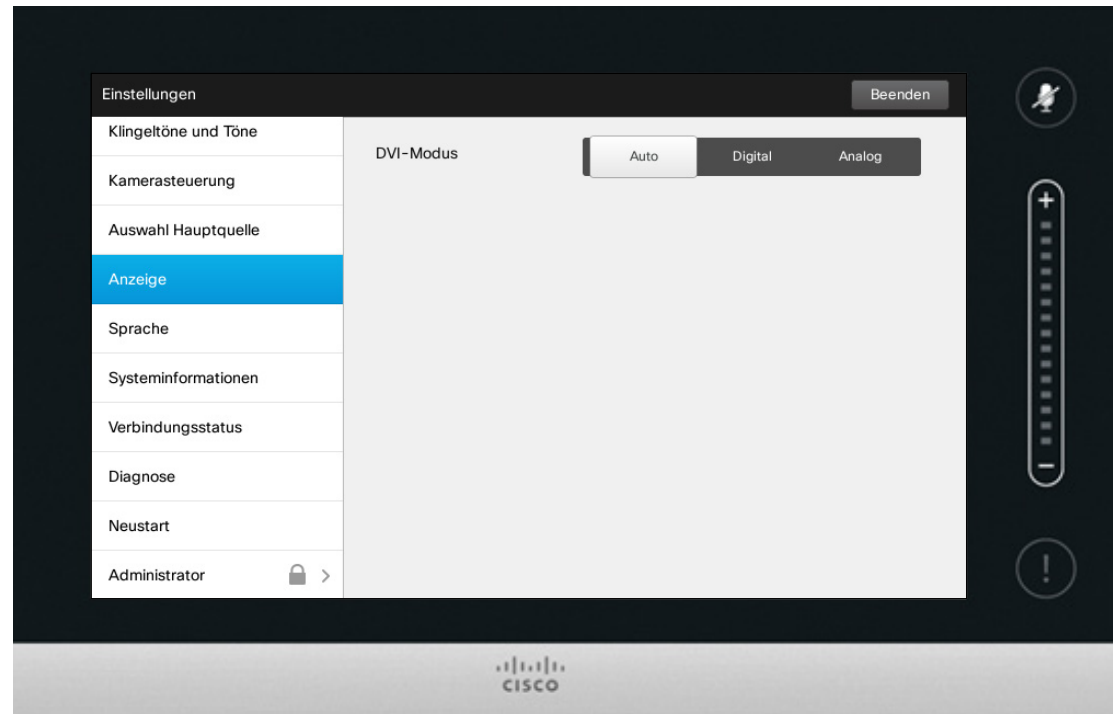 Einstellungen
Beenden
Klingeltöne und Töne
Kamerasteuerung
Auswahl Hauptquelle
Anzeige
Sprache
Systeminformationen
Verbindungsstatus
Diagnose
Neustart
Administrator
DVI-Modus
Auto Digital Analog
+
-
!
CISCO